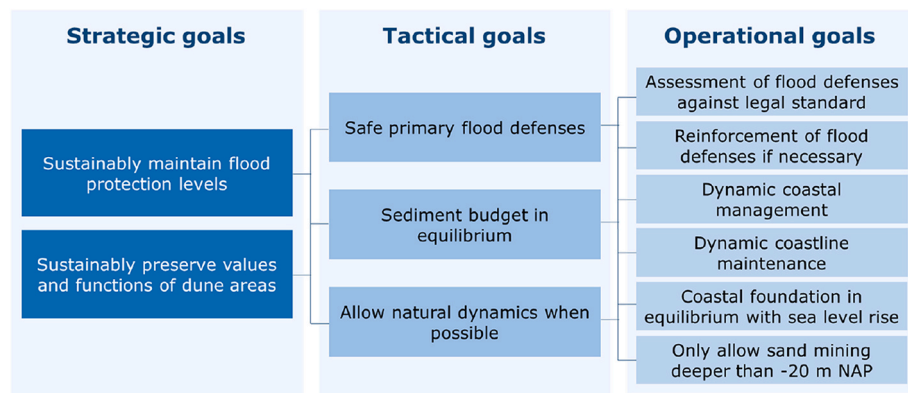 Strategic goals
Sustainably maintain flood
protection levels
Sustainably preserve values
and functions of dune areas
Tactical goals
Safe primary flood defenses
Sediment budget in
equilibrium
Allow natural dynamics when
possible
Operational goals
Assessment of flood defenses
against legal standard
Reinforcement of flood
defenses if necessary
Dynamic coastal
management
Dynamic coastline
maintenance
Coastal foundation in
equilibrium with sea level rise
Only allow sand mining
deeper than -20 m NAP